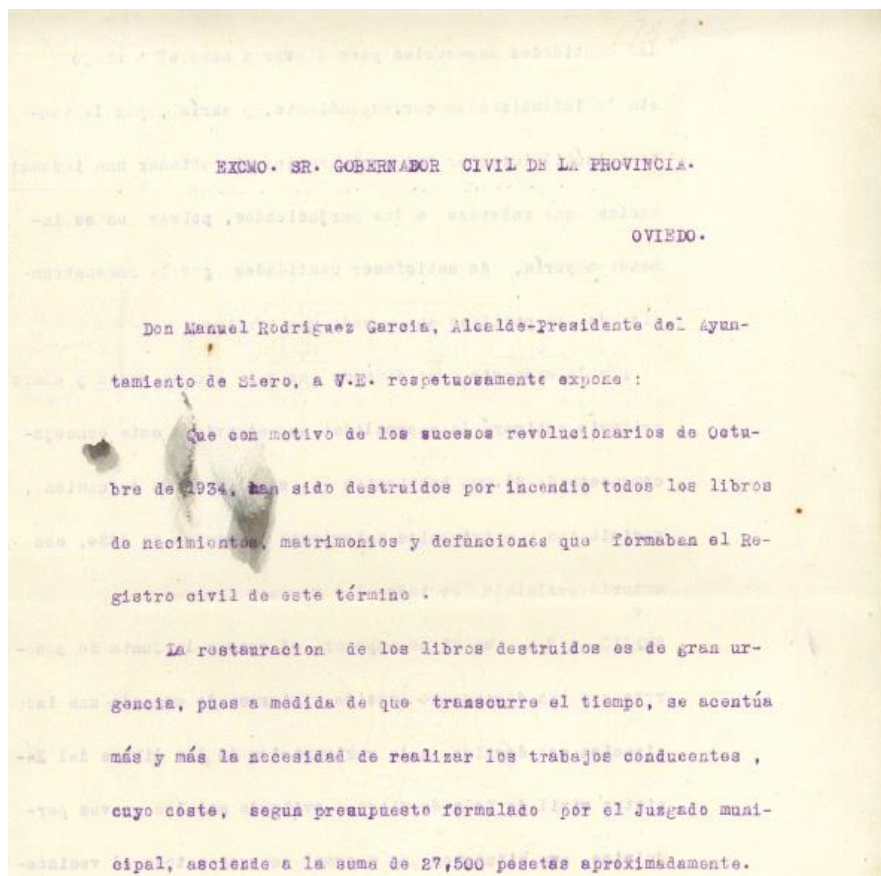 EXCMO. SR. GOBERNADOR CIVIL DE LA PROVINCIA.
OVIEDO.
Don Manuel Rodriguez Garcia, Alcalde-Presidente del Ayun-
tamiento de Siero, a V.E. respetuosamente expone :
Que con motivo de los sucesos revolucionarios de Octu-
bre de 1934, han sido destruidos por incendio todos los libros
de nacimientos, matrimonios y defunciones que formaban el Re-
gistro civil de este término .
La restauracion de los libros destruidos es de gran ur-
gencia, pues a medida de que transcurre el tiempo, se acentúa
más y más la necesidad de realizar los trabajos conducentes ,
cuyo coste, segun presupuesto formulado por el Juzgado muni-
cipal, asciende a la suma de 27,500 pesetas aproximadamente.